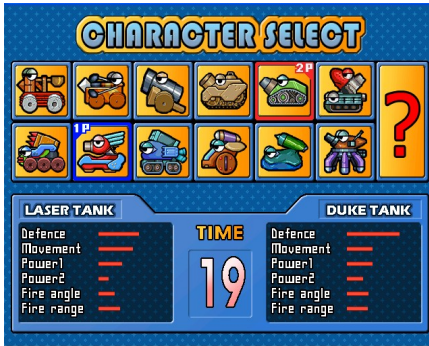 CHARACTER SELECT
2P
?
1P
LASER TANK
DUKE TANK
TIME
19
Defence
Movement
Power1
Power2
Fire angle
Fire range
Defence
Movement
Power1
Power2
Fire angle
Fire range